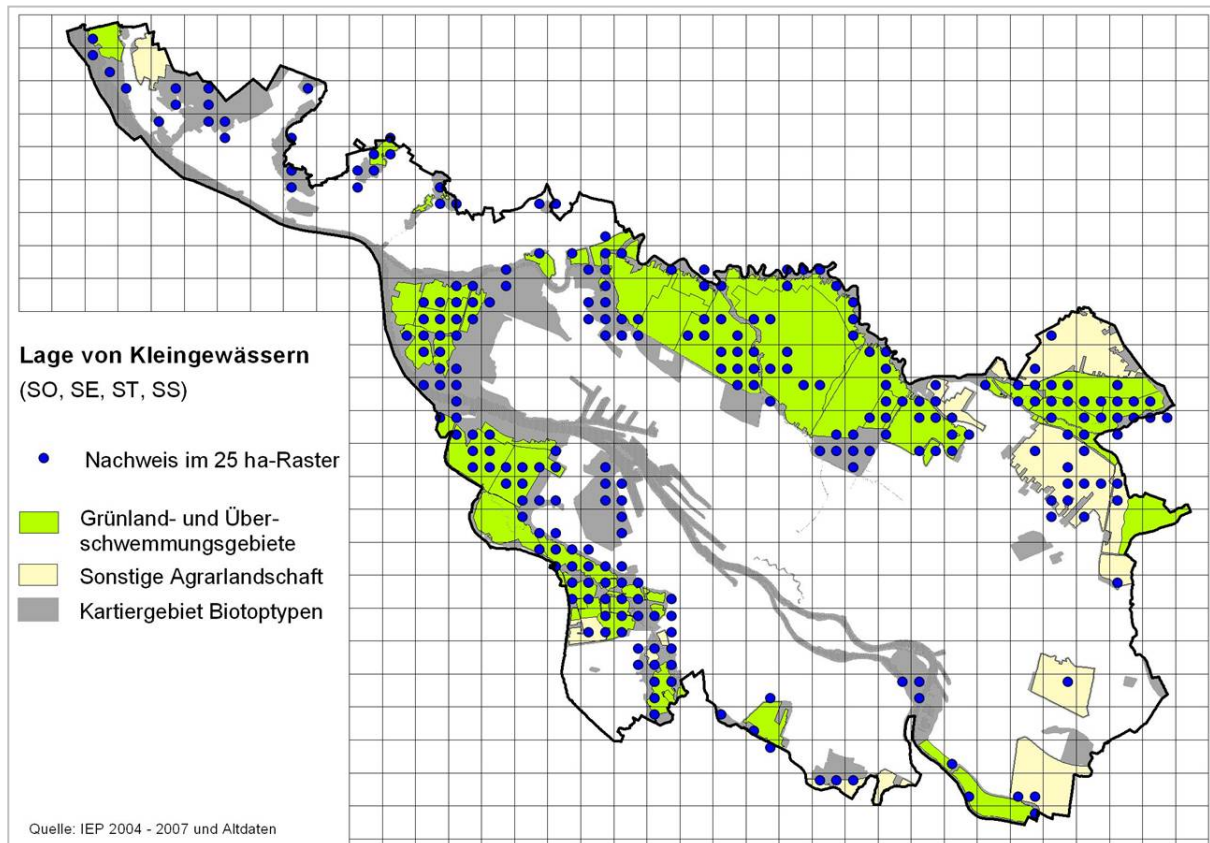 Lage von Kleingewässern
(SO, SE, ST, SS)
Nachweis im 25 ha-Raster
Grünland- und Über-
schwemmungsgebiete
Sonstige Agrarlandschaft
Kartiergebiet Biotoptypen
Quelle: IEP 2004 - 2007 und Altdaten